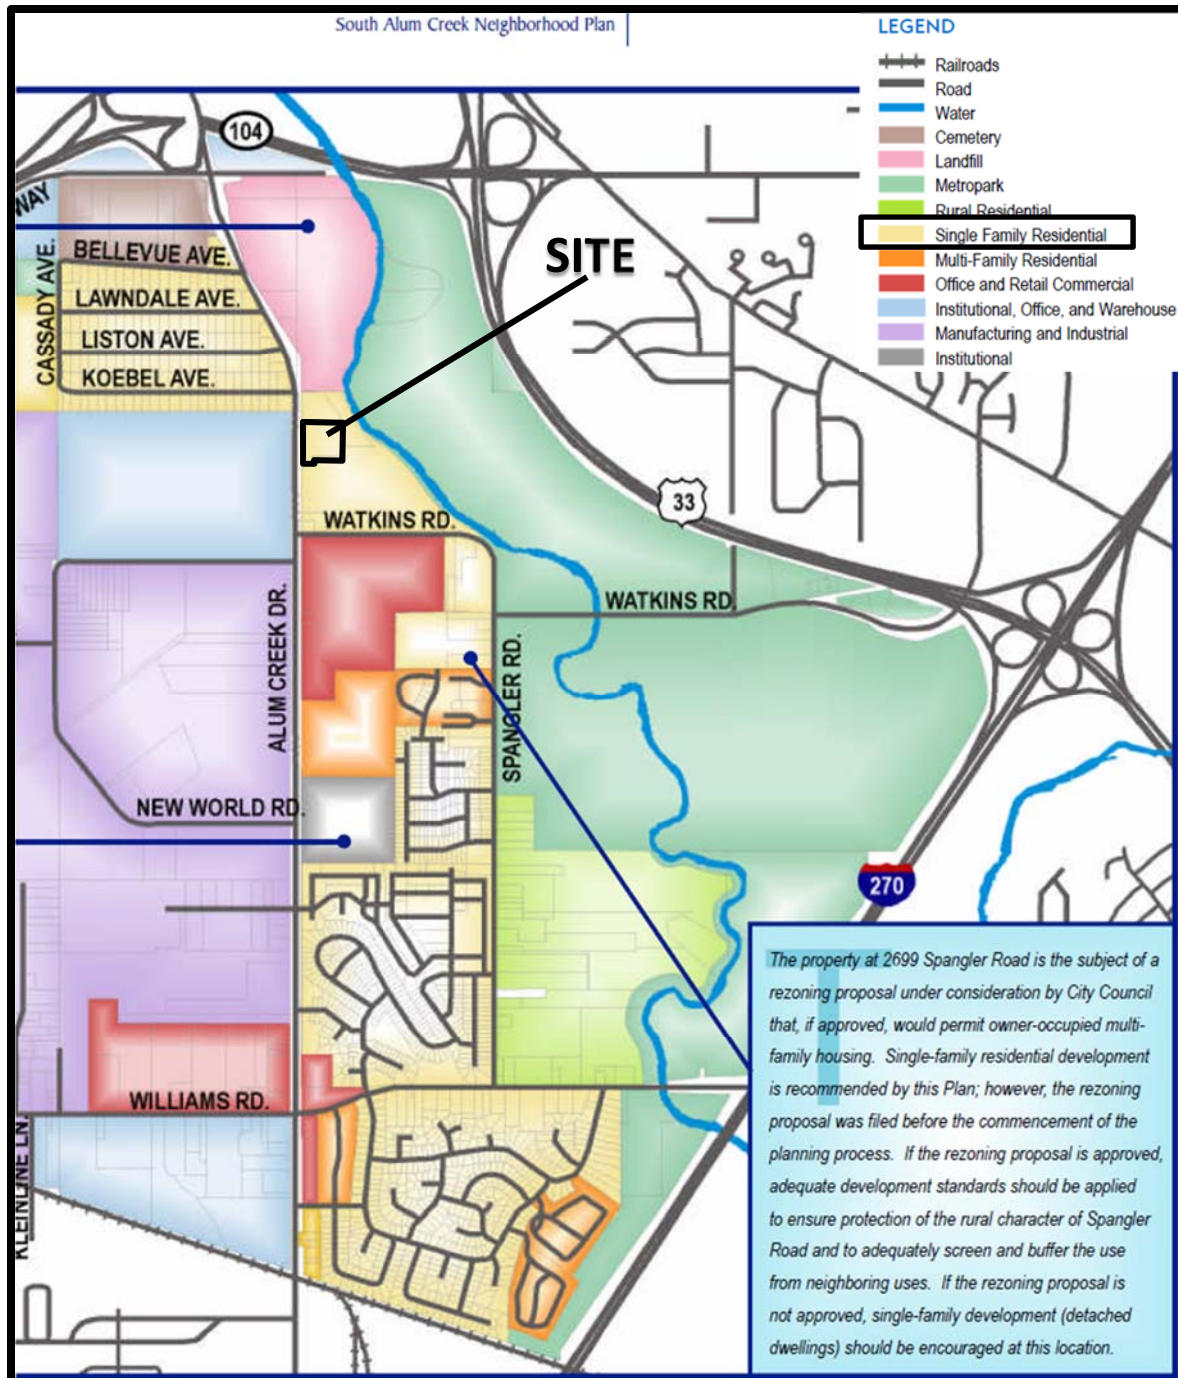 South Alum Creek Neighborhood Plan
LEGEND
Railroads
Road
Water
Cemetery
Landfill
Metropark
Rural Residential
Single Family Residential
Multi-Family Residential
Office and Retail Commercial
Institutional, Office, and Warehouse
Manufacturing and Industrial
Institutional
104
WAY
CASSADY AVE.
BELLEVUE AVE.
LAWNDALE AVE.
LISTON AVE.
KOEBEL AVE.
SITE
33
WATKINS RD.
WATKINS RD.
ALUM CREEK DR.
SPANGLER RD.
NEW WORLD RD.
270
WILLIAMS RD.
KLEINLINE LN.
The property at 2699 Spangler Road is the subject of a
rezoning proposal under consideration by City Council
that, if approved, would permit owner-occupied multi-
family housing. Single-family residential development
is recommended by this Plan; however, the rezoning
proposal was filed before the commencement of the
planning process. If the rezoning proposal is approved,
adequate development standards should be applied
to ensure protection of the rural character of Spangler
Road and to adequately screen and buffer the use
from neighboring uses. If the rezoning proposal is
not approved, single-family development (detached
dwellings) should be encouraged at this location.